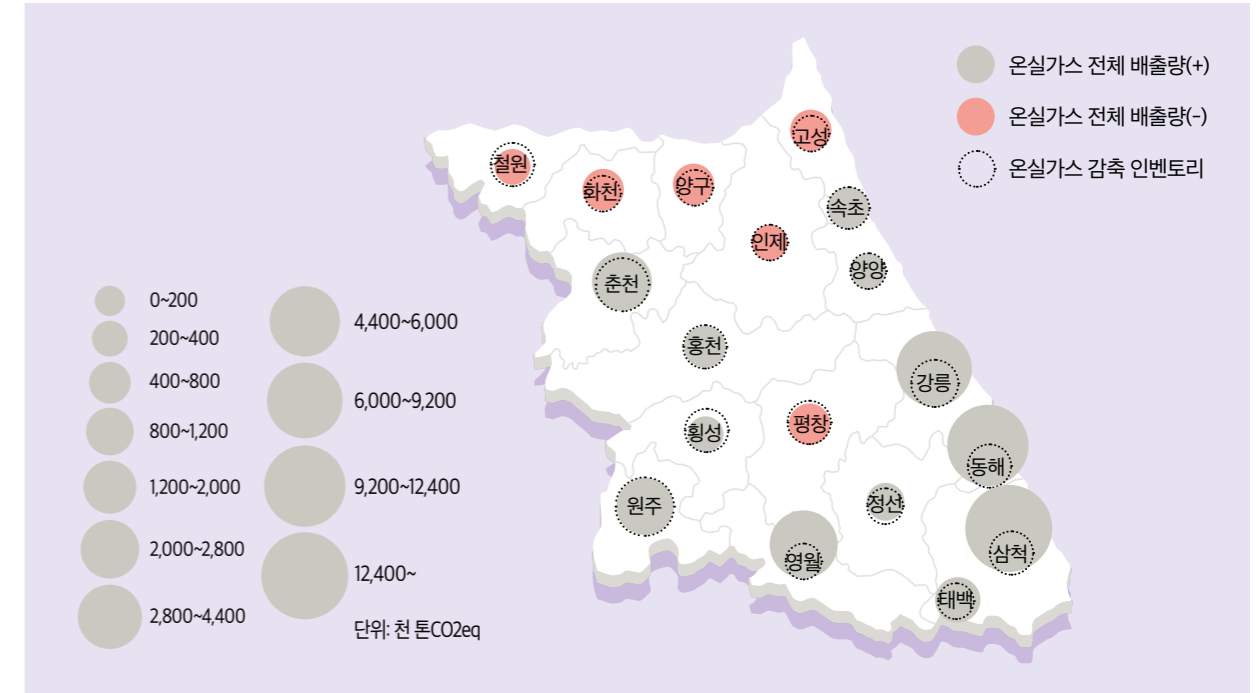 온실가스 전체 배출량(+)
온실가스 전체 배출량(-)
온실가스 감축 인벤토리
고성
철원
화천
양구
속초
인제
양양
춘천
홍천
강릉
횡성
평창
동해
원주
정선
영월
삼척
태백
0~200
200~400
400~800
800~1,200
1,200~2,000
2,000~2,800
2,800~4,400
4,400~6,000
6,000~9,200
9,200~12,400
12,400~
단위: 천 톤CO2eq